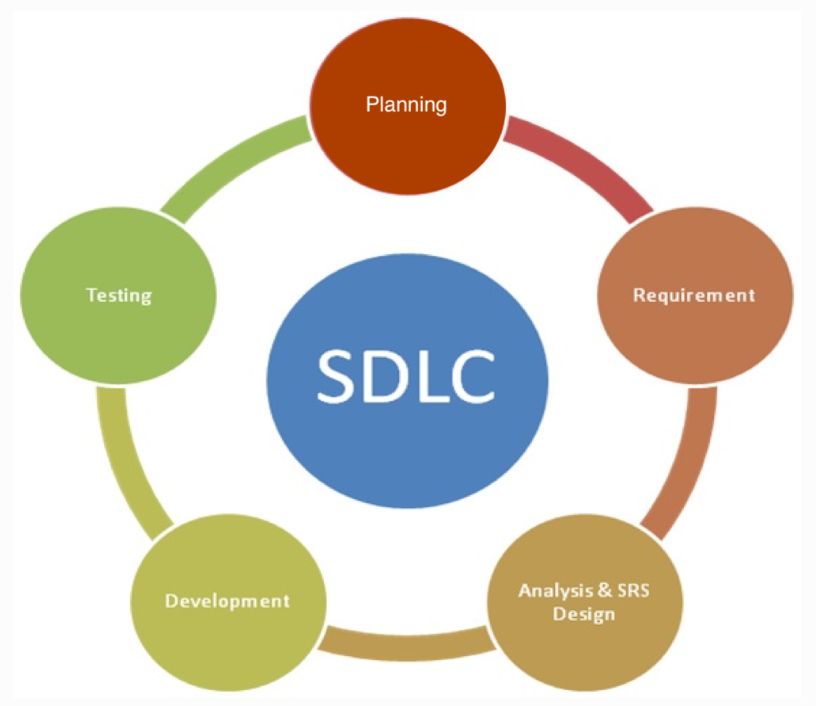 Planning
Testing
Requirement
SDLC
Development
Analysis & SRS
Design